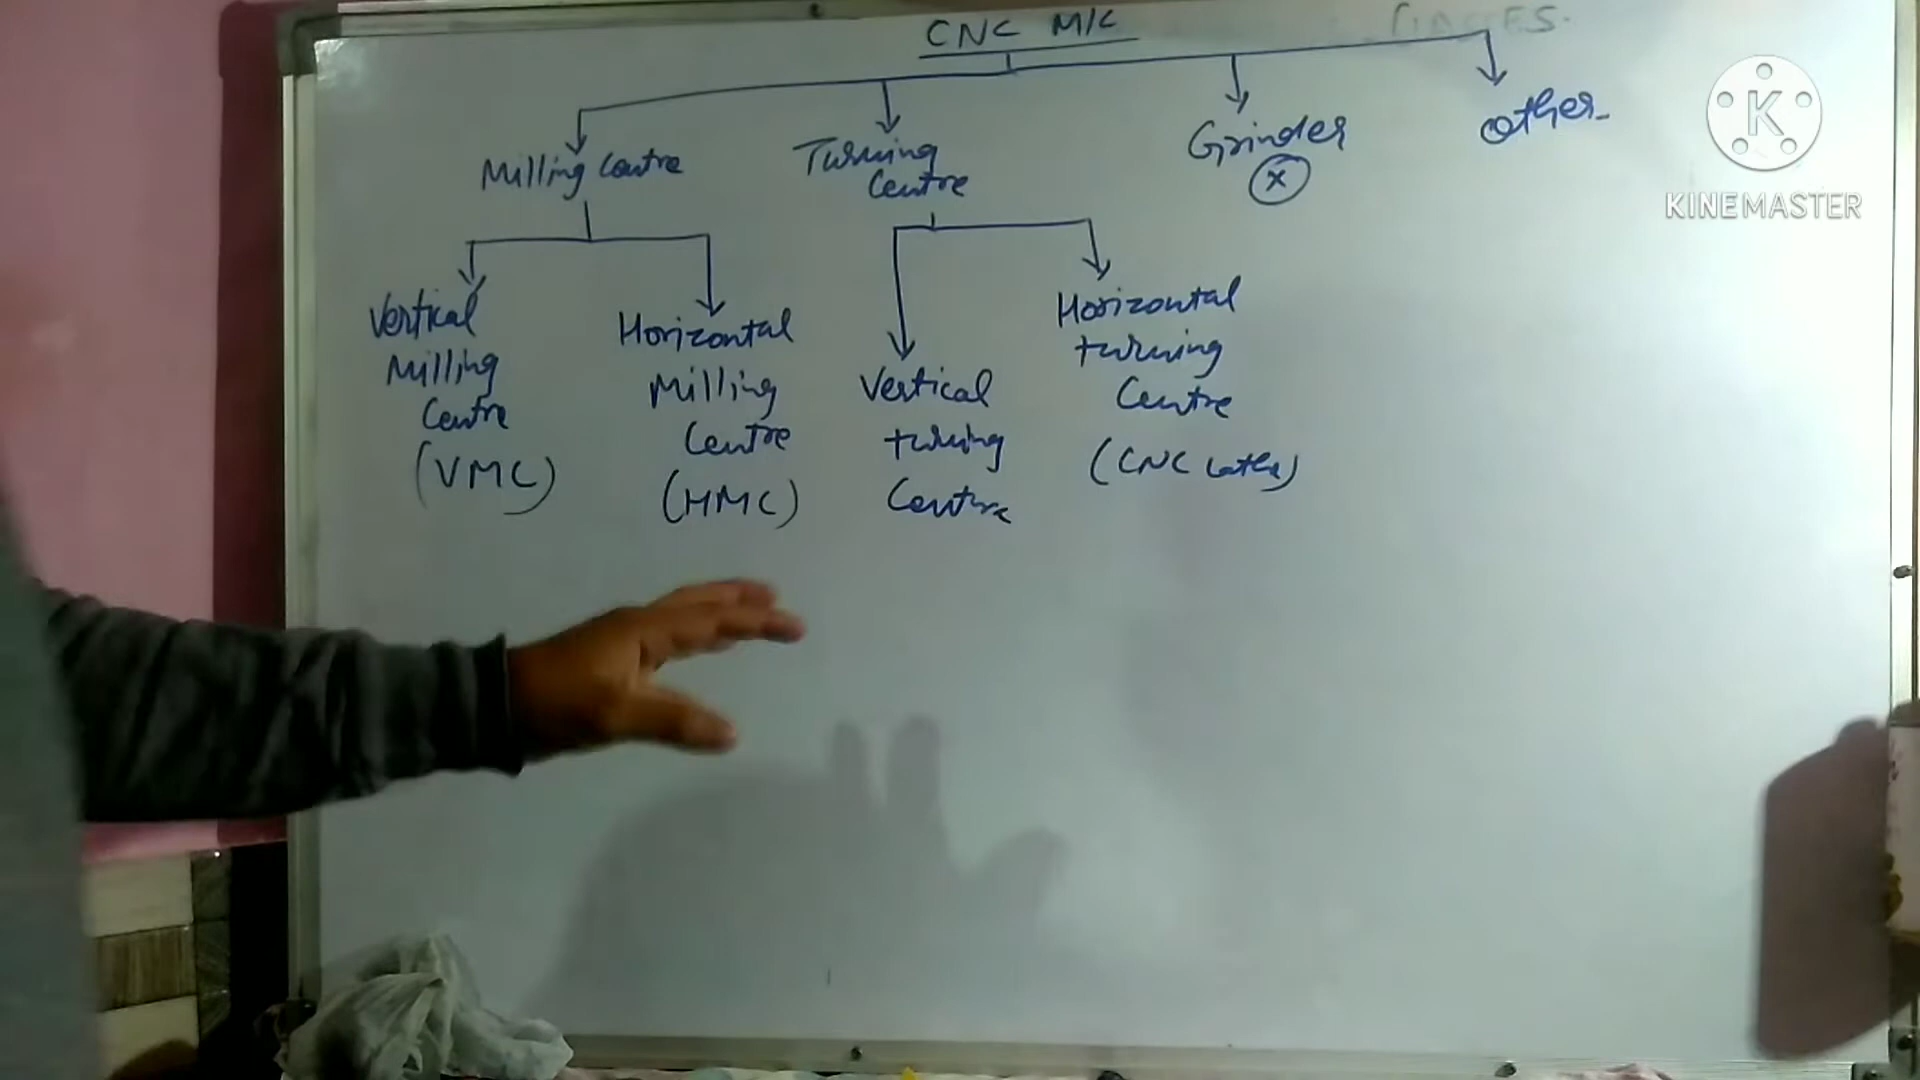 CNC M/C
Milling Centre
Turning
Centre
Grinder
X
other
Vertical
Milling
Centre
(VMC)
Horizontal
Milling
Centre
(HMC)
Vertical
turning
Centre
Horizontal
turning
Centre
(CNC Lathe)
K
KINEMASTER